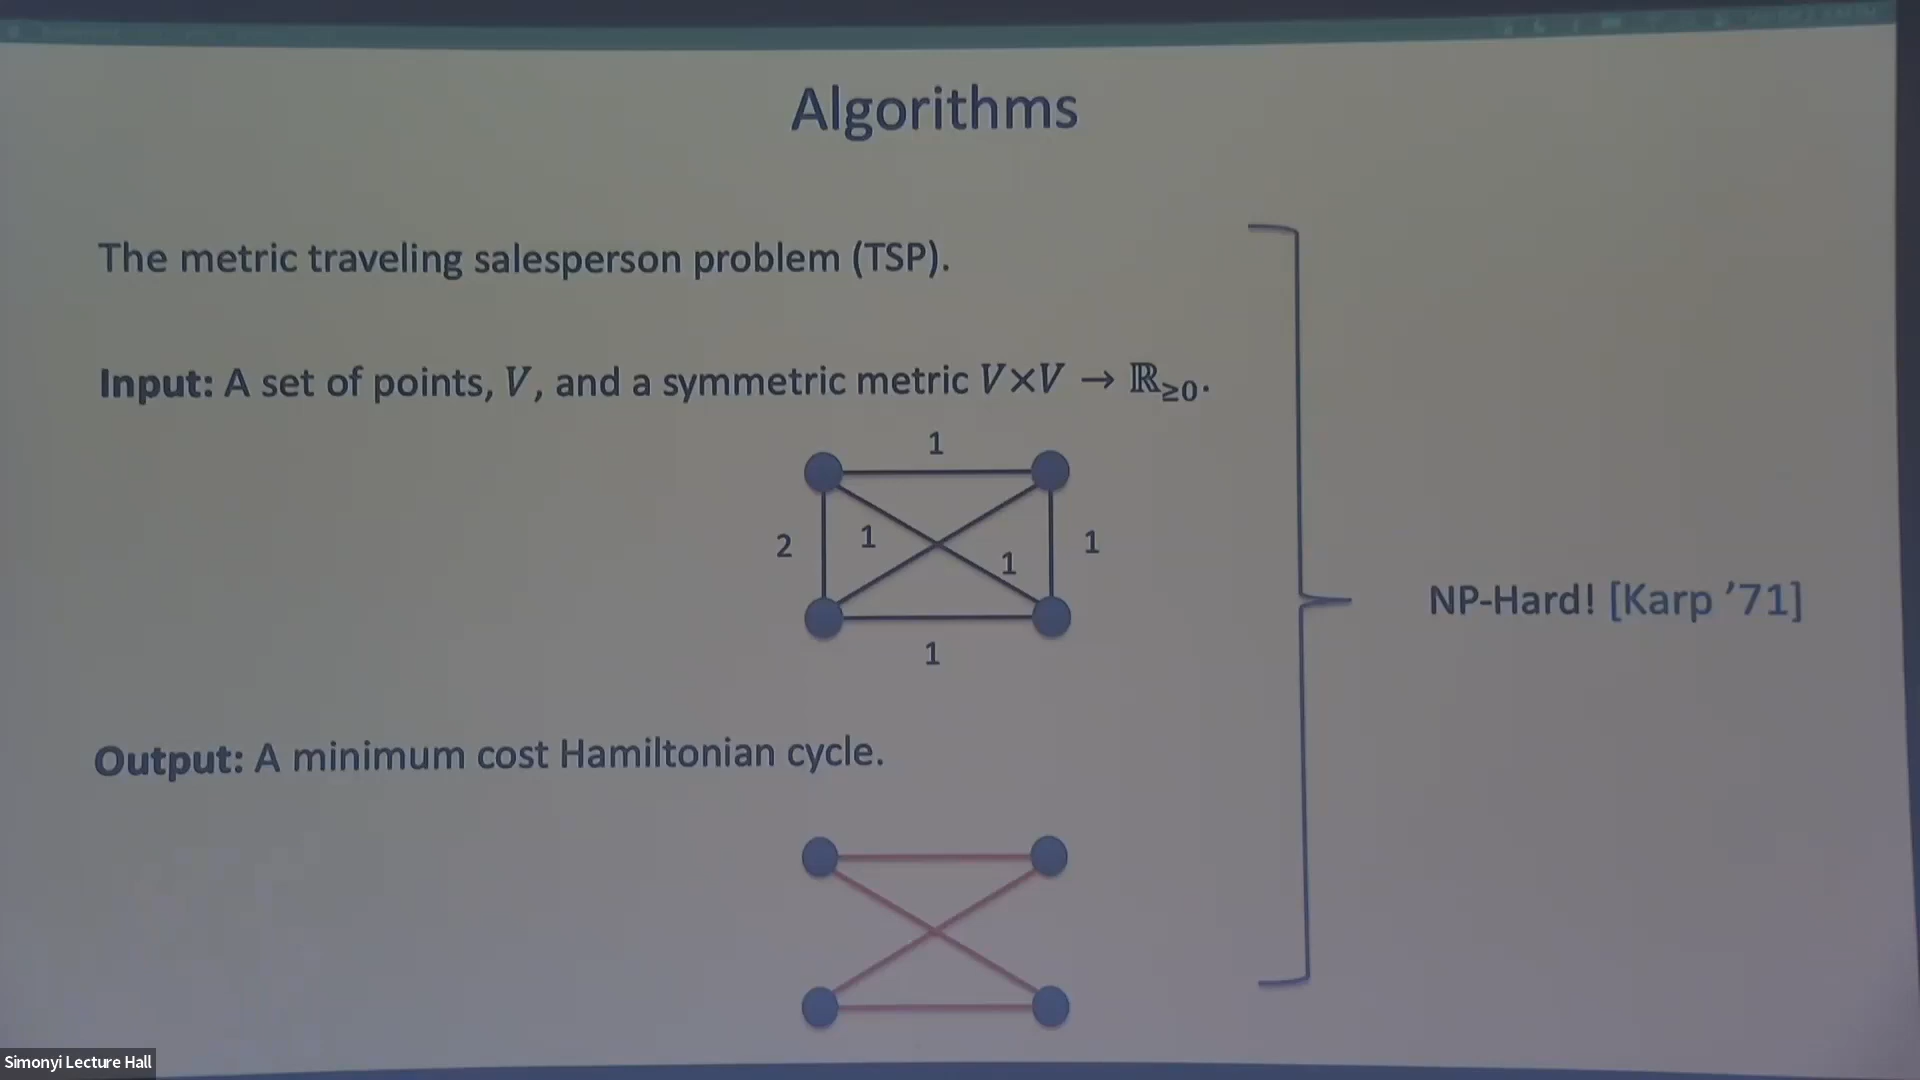 Algorithms
The metric traveling salesperson problem (TSP).
Input: A set of points, V, and a symmetric metric V×V → ℝ≥0.
1
2
1
1
1
1
NP-Hard! [Karp ’71]
Output: A minimum cost Hamiltonian cycle.
Simonyi Lecture Hall